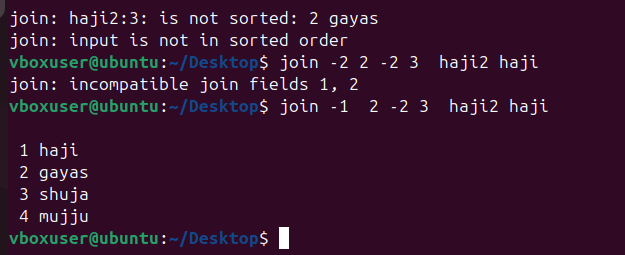 join: haji2:3: is not sorted: 2 gayas
join: input is not in sorted order
vboxuser@ubuntu:~/Desktop$ join -2 2 -2 3  haji2 haji
join: incompatible join fields 1, 2
vboxuser@ubuntu:~/Desktop$ join -1  2 -2 3  haji2 haji
1 haji
2 gayas
3 shuja
4 mujju
vboxuser@ubuntu:~/Desktop$